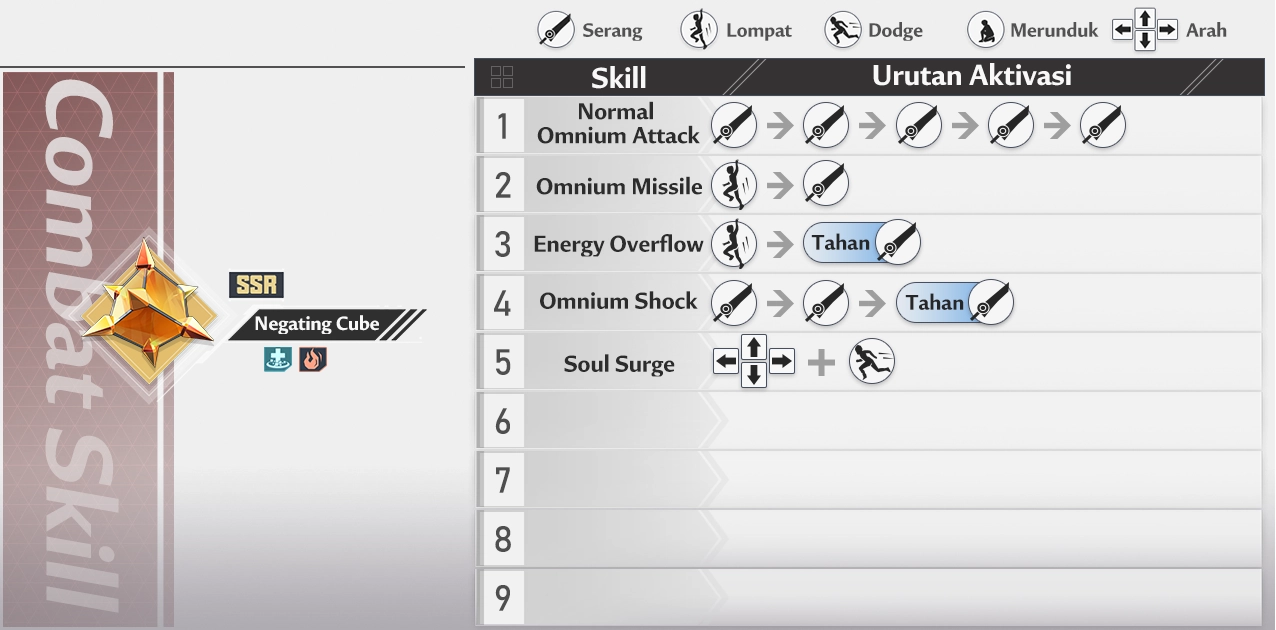 Serang
Lompat
Dodge
Merunduk
Arah
Combat Skill
SSR
Negating Cube
Skill
Urutan Aktivasi
1
Normal
Omnium Attack
2
Omnium Missile
3
Energy Overflow
Tahan
4
Omnium Shock
Tahan
5
Soul Surge
6
7
8
9